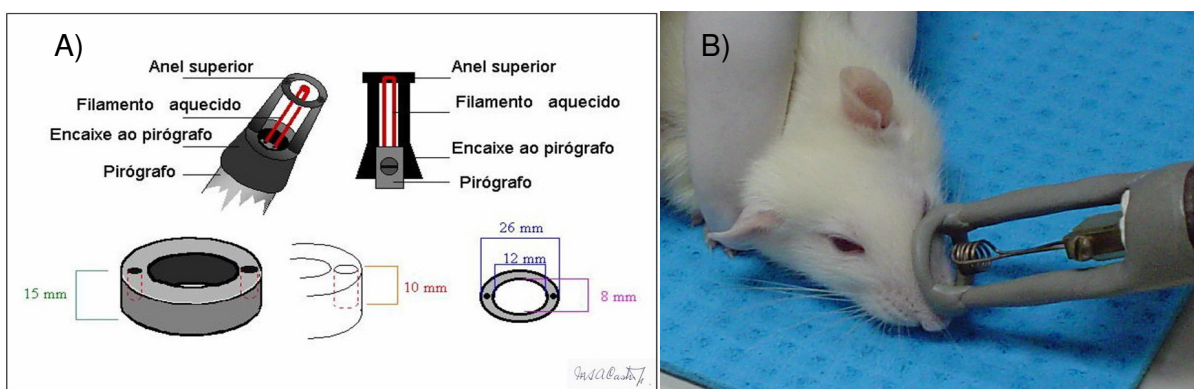 A)
Anel superior
Filamento aquecido
Encaixe ao pirógrafo
Pirógrafo
Anel superior
Filamento aquecido
Encaixe ao pirógrafo
Pirógrafo
15 mm
10 mm
26 mm
12 mm
8 mm
B)